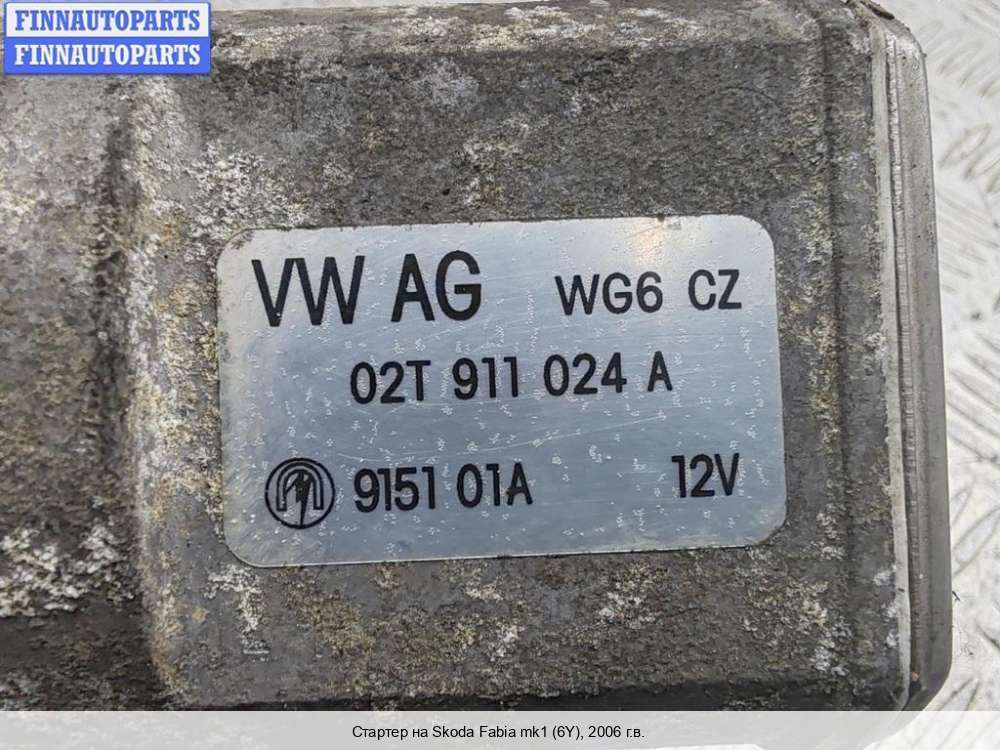 FINNAUTOPARTS
FINNAUTOPARTS
VW AG WG6 CZ
02T 911 024 A
9151 01A 12V
Стартер на Skoda Fabia mk1 (6Y), 2006 г.в.